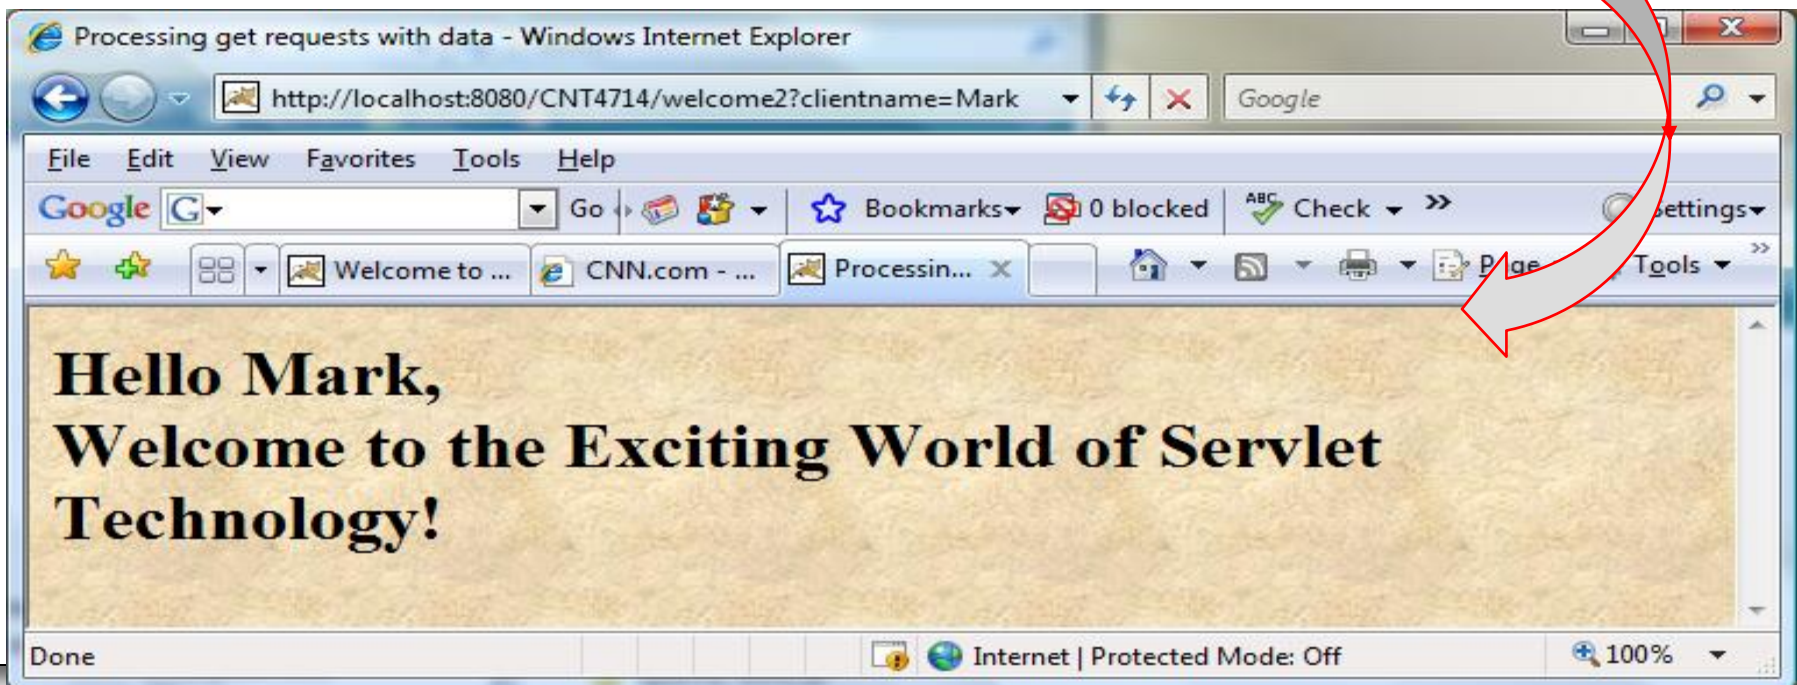 Processing get requests with data - Windows Internet Explorer
http://localhost:8080/CNT4714/welcome2?clientname=Mark Google
File Edit View Favorites Tools Help
Google G Go Bookmarks 0 blocked ABC Check » Settings
Welcome to ... CNN.com - ... Processin... Page Tools »
Hello Mark,
Welcome to the Exciting World of Servlet
Technology!
Done Internet | Protected Mode: Off 100%